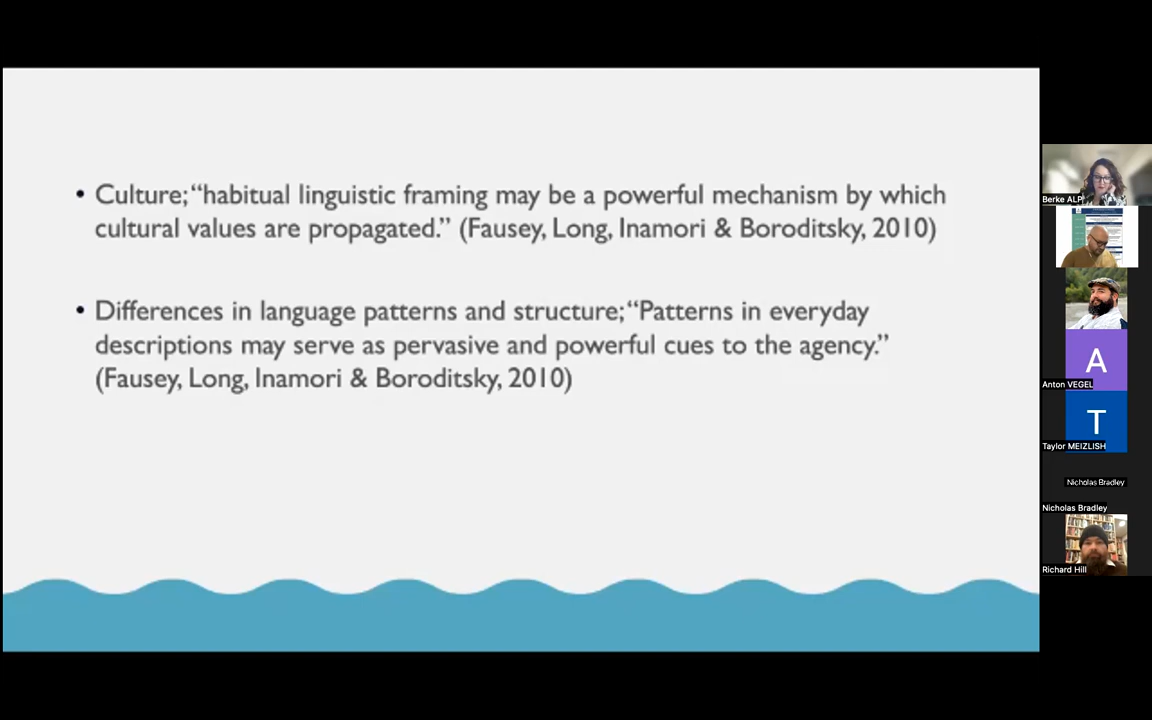 • Culture; “habitual linguistic framing may be a powerful mechanism by which
cultural values are propagated.” (Fausey, Long, Inamori & Boroditsky, 2010)
• Differences in language patterns and structure; “Patterns in everyday
descriptions may serve as pervasive and powerful cues to the agency.”
(Fausey, Long, Inamori & Boroditsky, 2010)
Berke ALP
A
Anton VEGEL
T
Taylor MEIZLISH
Nicholas Bradley
Nicholas Bradley
Richard Hill